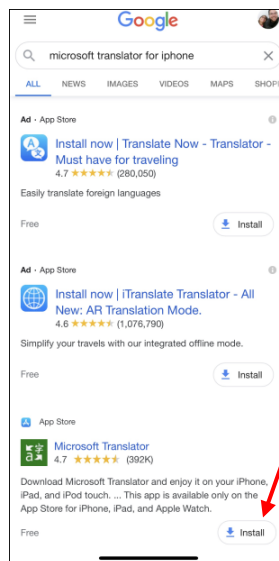 Google
microsoft translator for iphone
ALL NEWS IMAGES VIDEOS MAPS SHOP
Ad · App Store
Install now | Translate Now - Translator -
Must have for traveling
4.7 (280,050)
Easily translate foreign languages
Free Install
Ad · App Store
Install now | iTranslate Translator - All
New: AR Translation Mode.
4.6 (1,076,790)
Simplify your travels with our integrated offline mode.
Free Install
App Store
a字
Microsoft Translator
4.7 (392K)
Download Microsoft Translator and enjoy it on your iPhone,
iPad, and iPod touch. ... This app is available only on the
App Store for iPhone, iPad, and Apple Watch.
Free Install